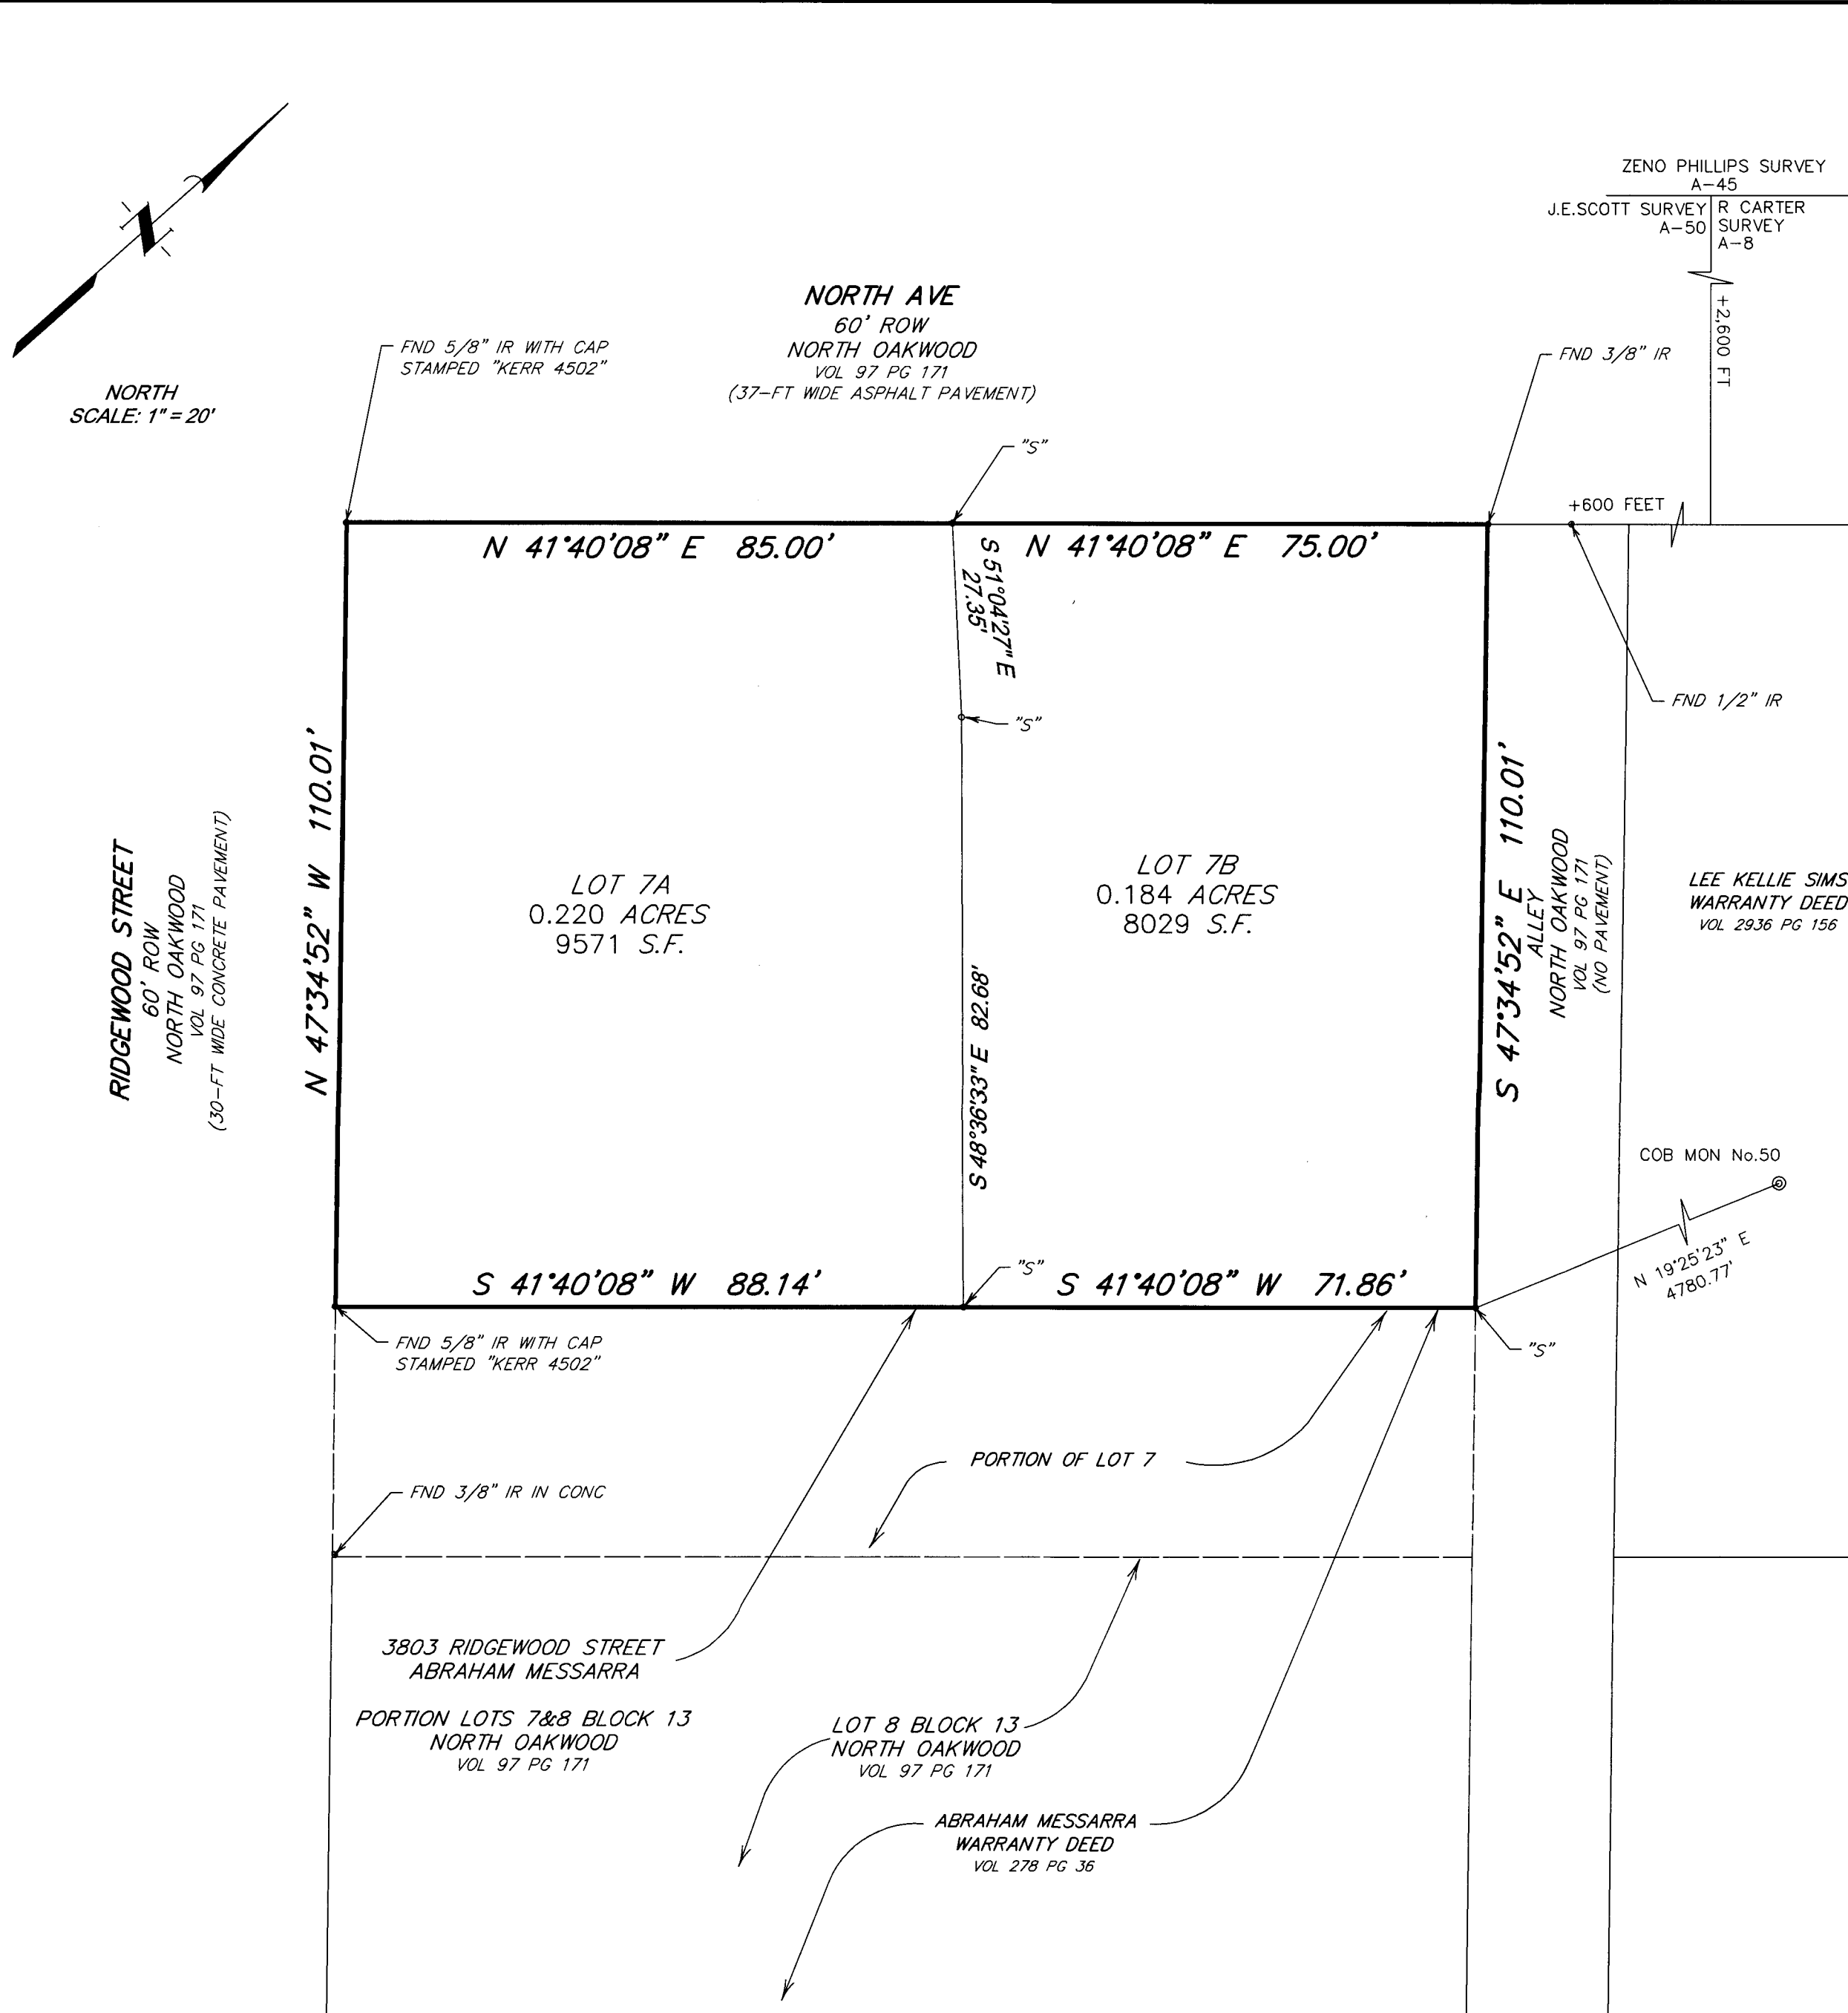 ZENO PHILLIPS SURVEY
A-45
J.E.SCOTT SURVEY
A-50
R CARTER
SURVEY
A-8
+2,600 FT
NORTH
SCALE: 1" = 20'
NORTH AVE
60' ROW
NORTH OAKWOOD
VOL 97 PG 171
(37-FT WIDE ASPHALT PAVEMENT)
FND 5/8" IR WITH CAP
STAMPED "KERR 4502"
FND 3/8" IR
"S"
+600 FEET
N 41°40'08" E 85.00'
N 41°40'08" E 75.00'
S 51°04'27" E
27.35'
"S"
FND 1/2" IR
N 47°34'52" W 110.01'
S 47°34'52" E 110.01'
RIDGEWOOD STREET
60' ROW
NORTH OAKWOOD
VOL 97 PG 171
(30-FT WIDE CONCRETE PAVEMENT)
LOT 7A
0.220 ACRES
9571 S.F.
LOT 7B
0.184 ACRES
8029 S.F.
ALLEY
NORTH OAKWOOD
VOL 97 PG 171
(NO PAVEMENT)
LEE KELLIE SIMS
WARRANTY DEED
VOL 2936 PG 156
S 48°36'33" E 82.68'
COB MON No.50
N 19°25'23" E
4780.77'
S 41°40'08" W 88.14'
"S"
S 41°40'08" W 71.86'
FND 5/8" IR WITH CAP
STAMPED "KERR 4502"
"S"
PORTION OF LOT 7
FND 3/8" IR IN CONC
3803 RIDGEWOOD STREET
ABRAHAM MESSARRA
PORTION LOTS 7&8 BLOCK 13
NORTH OAKWOOD
VOL 97 PG 171
LOT 8 BLOCK 13
NORTH OAKWOOD
VOL 97 PG 171
ABRAHAM MESSARRA
WARRANTY DEED
VOL 278 PG 36